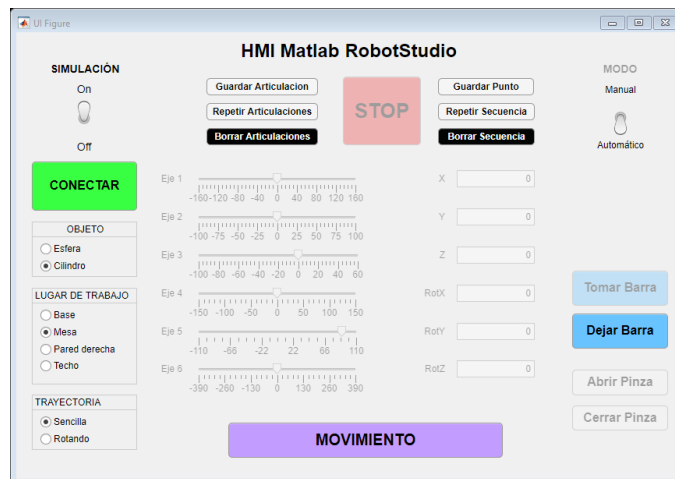 UI Figure
HMI Matlab RobotStudio
SIMULACIÓN
On
Off
Guardar Articulacion
Repetir Articulaciones
Borrar Articulaciones
STOP
Guardar Punto
Repetir Secuencia
Borrar Secuencia
MODO
Manual
Automático
CONECTAR
OBJETO
Esfera
Cilindro
LUGAR DE TRABAJO
Base
Mesa
Pared derecha
Techo
TRAYECTORIA
Sencilla
Rotando
Eje 1
-160 -120 -80 -40 0 40 80 120 160
Eje 2
-100 -75 -50 -25 0 25 50 75 100
Eje 3
-100 -80 -60 -40 -20 0 20 40 60
Eje 4
-150 -100 -50 0 50 100 150
Eje 5
-110 -66 -22 22 66 110
Eje 6
-390 -260 -130 0 130 260 390
X 0
Y 0
Z 0
RotX 0
RotY 0
RotZ 0
Tomar Barra
Dejar Barra
Abrir Pinza
Cerrar Pinza
MOVIMIENTO